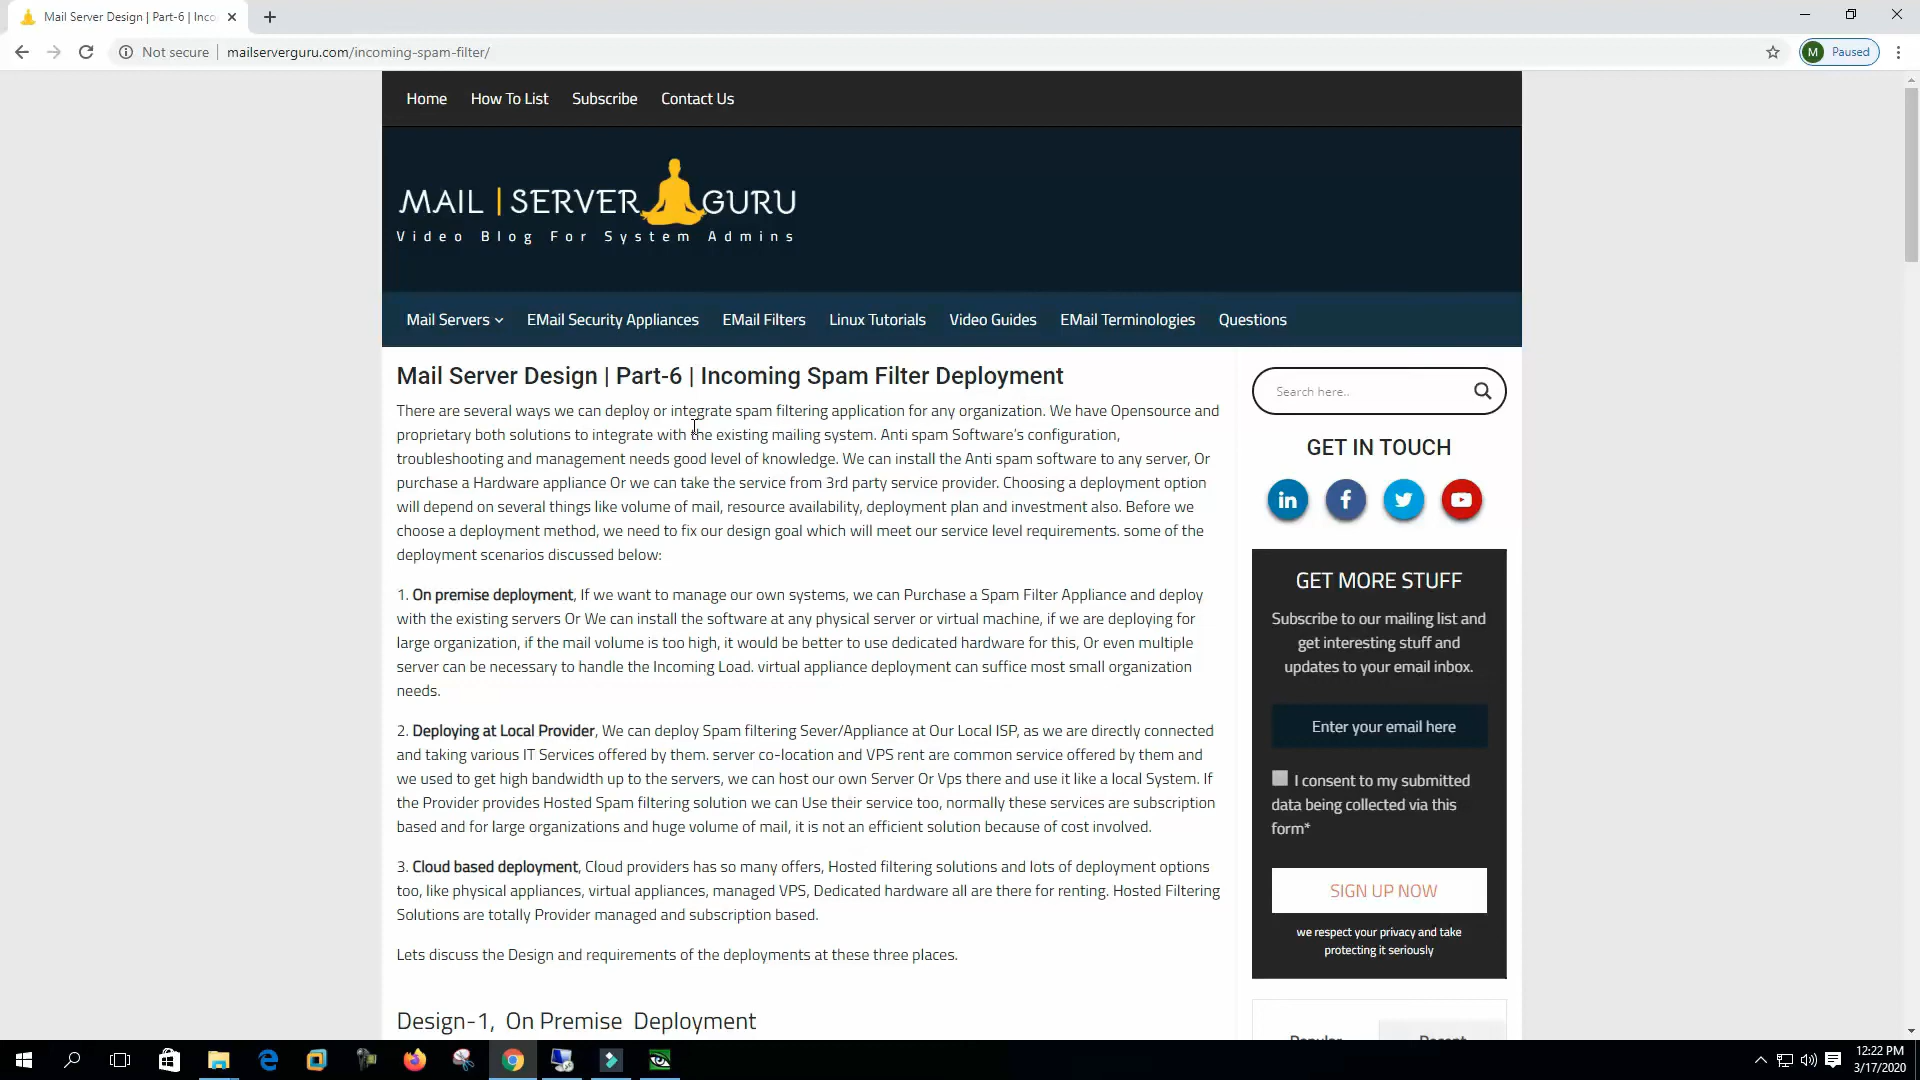 Mail Server Design | Part-6 | Inco
Not secure
mailserverguru.com/incoming-spam-filter/
M Paused
Home How To List Subscribe Contact Us
MAIL | SERVER GURU
Video Blog For System Admins
Mail Servers EMail Security Appliances EMail Filters Linux Tutorials Video Guides EMail Terminologies Questions
Mail Server Design | Part-6 | Incoming Spam Filter Deployment
There are several ways we can deploy or integrate spam filtering application for any organization. We have Opensource and
proprietary both solutions to integrate with the existing mailing system. Anti spam Software's configuration,
troubleshooting and management needs good level of knowledge. We can install the Anti spam software to any server, Or
purchase a Hardware appliance Or we can take the service from 3rd party service provider. Choosing a deployment option
will depend on several things like volume of mail, resource availability, deployment plan and investment also. Before we
choose a deployment method, we need to fix our design goal which will meet our service level requirements. some of the
deployment scenarios discussed below:
1. On premise deployment, If we want to manage our own systems, we can Purchase a Spam Filter Appliance and deploy
with the existing servers Or We can install the software at any physical server or virtual machine, if we are deploying for
large organization, if the mail volume is too high, it would be better to use dedicated hardware for this, Or even multiple
server can be necessary to handle the Incoming Load. virtual appliance deployment can suffice most small organization
needs.
2. Deploying at Local Provider, We can deploy Spam filtering Sever/Appliance at Our Local ISP, as we are directly connected
and taking various IT Services offered by them. server co-location and VPS rent are common service offered by them and
we used to get high bandwidth up to the servers, we can host our own Server Or Vps there and use it like a local System. If
the Provider provides Hosted Spam filtering solution we can Use their service too, normally these services are subscription
based and for large organizations and huge volume of mail, it is not an efficient solution because of cost involved.
3. Cloud based deployment, Cloud providers has so many offers, Hosted filtering solutions and lots of deployment options
too, like physical appliances, virtual appliances, managed VPS, Dedicated hardware all are there for renting. Hosted Filtering
Solutions are totally Provider managed and subscription based.
Lets discuss the Design and requirements of the deployments at these three places.
Design-1, On Premise Deployment
Search here..
GET IN TOUCH
in f
GET MORE STUFF
Subscribe to our mailing list and
get interesting stuff and
updates to your email inbox.
Enter your email here
I consent to my submitted
data being collected via this
form*
SIGN UP NOW
we respect your privacy and take
protecting it seriously
Popular Recent
12:22 PM
3/17/2020